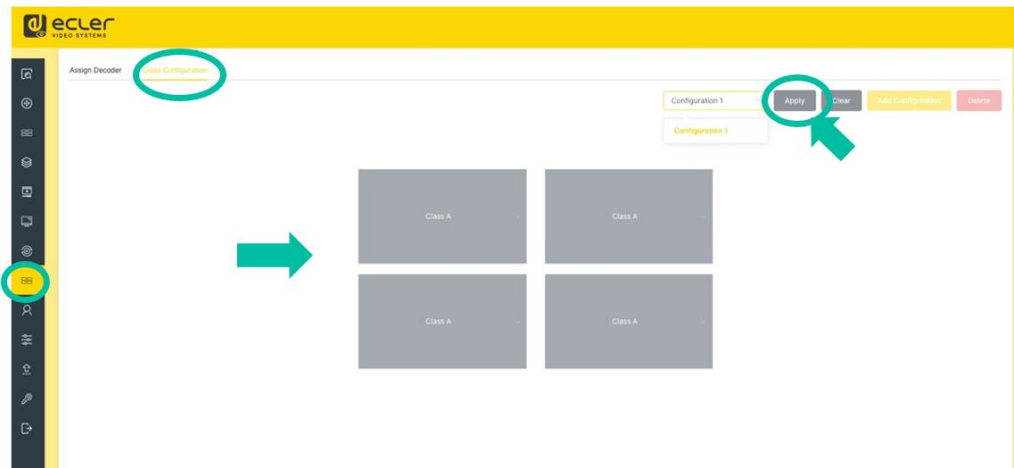 ecler
VIDEO SYSTEMS
Assign Decoder Class Configuration
Configuration 1 Apply Clear Add Configuration Delete
Configuration 1
Class A Class A
Class A Class A